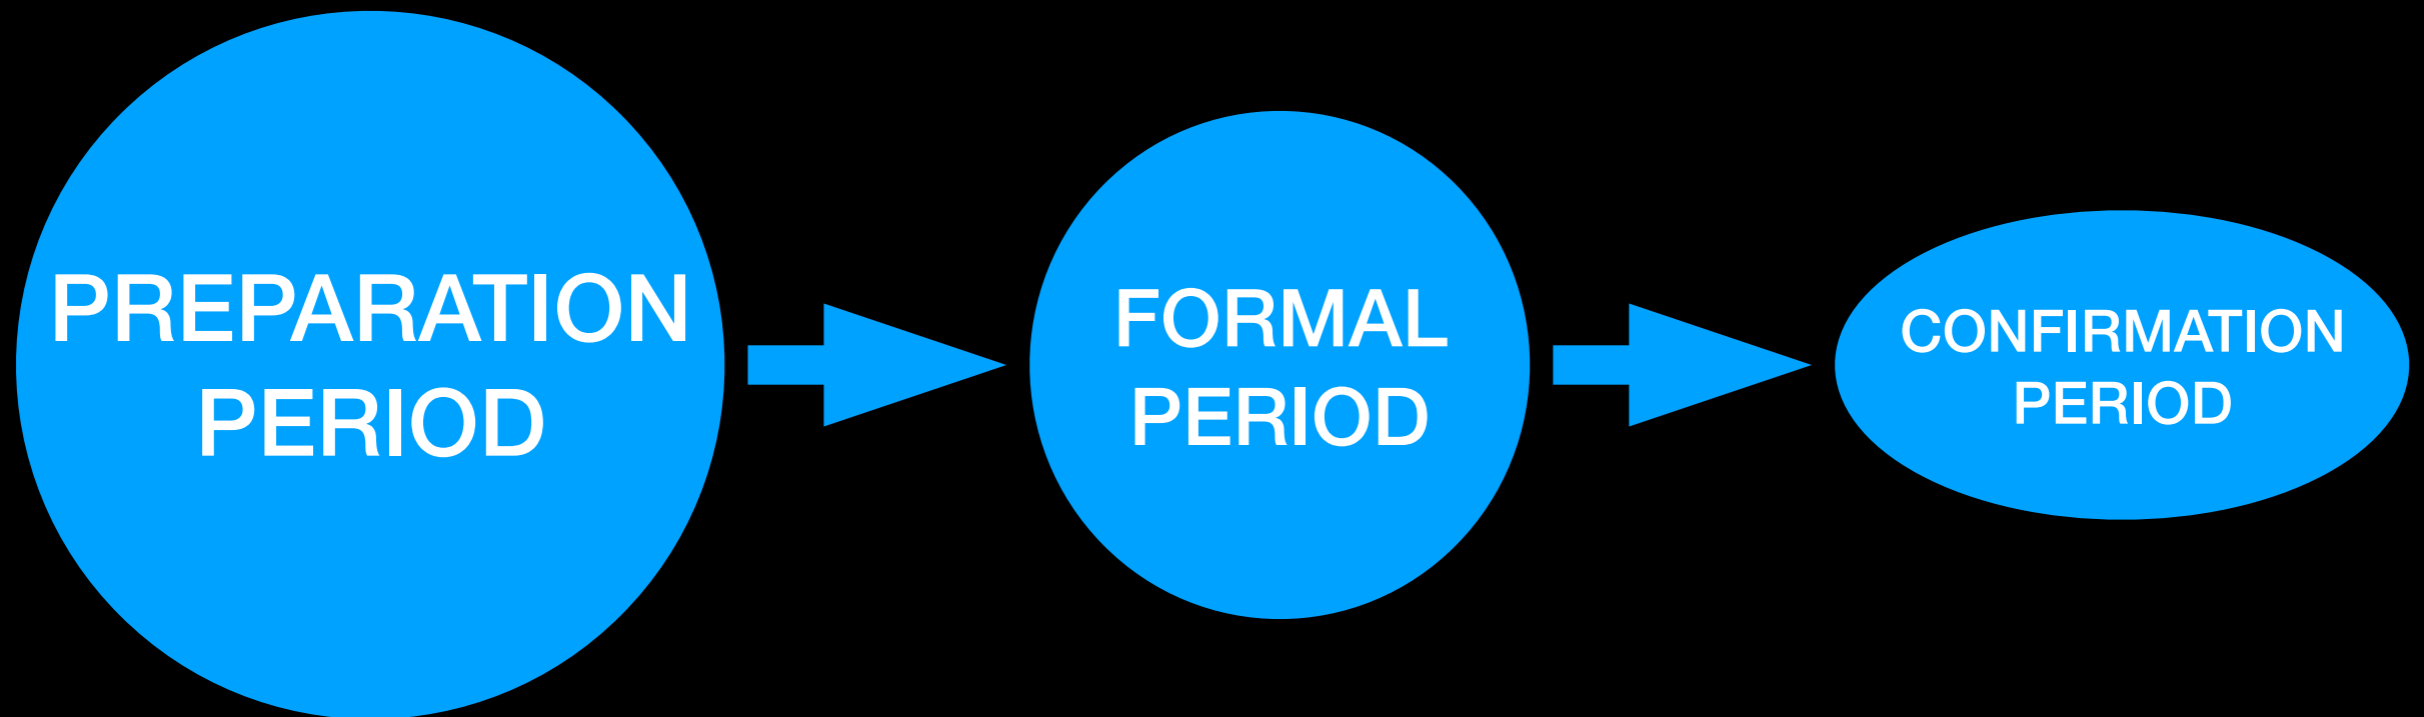 PREPARATION
PERIOD
FORMAL
PERIOD
CONFIRMATION
PERIOD